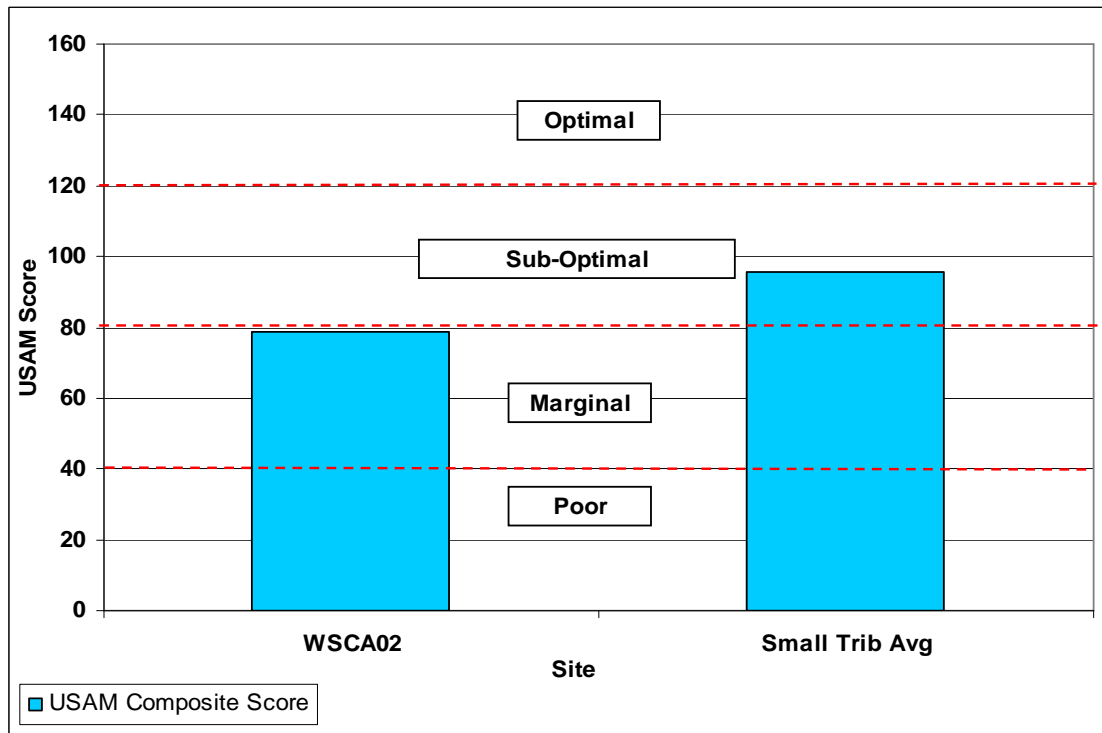 160
140
Optimal
120
100
Sub-Optimal
80
USAM Score
60
Marginal
40
Poor
20
0
WSCA02 Small Trib Avg
Site
USAM Composite Score